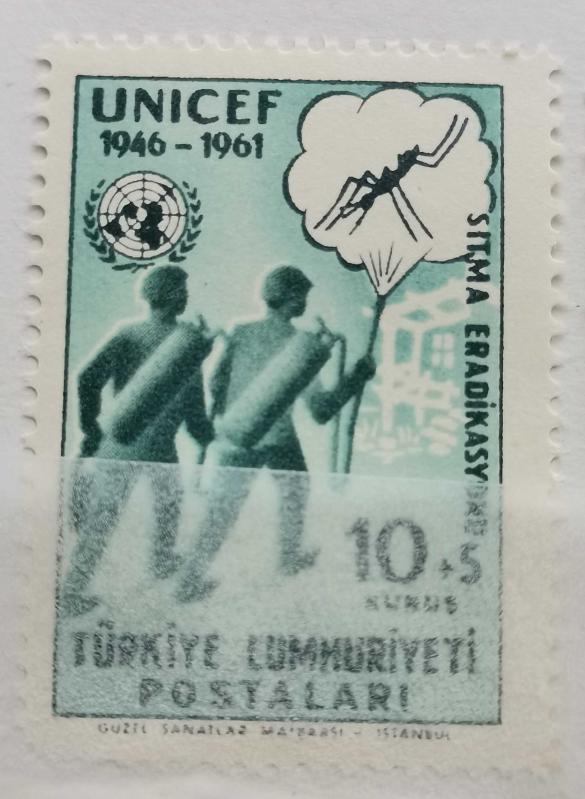 UNICEF
1946 - 1961
SITMA ERADİKASYONU
10+5
KURUŞ
TÜRKİYE CUMHURİYETİ
POSTALARI
GÜZEL SANATLAR MATBAASI - İSTANBUL